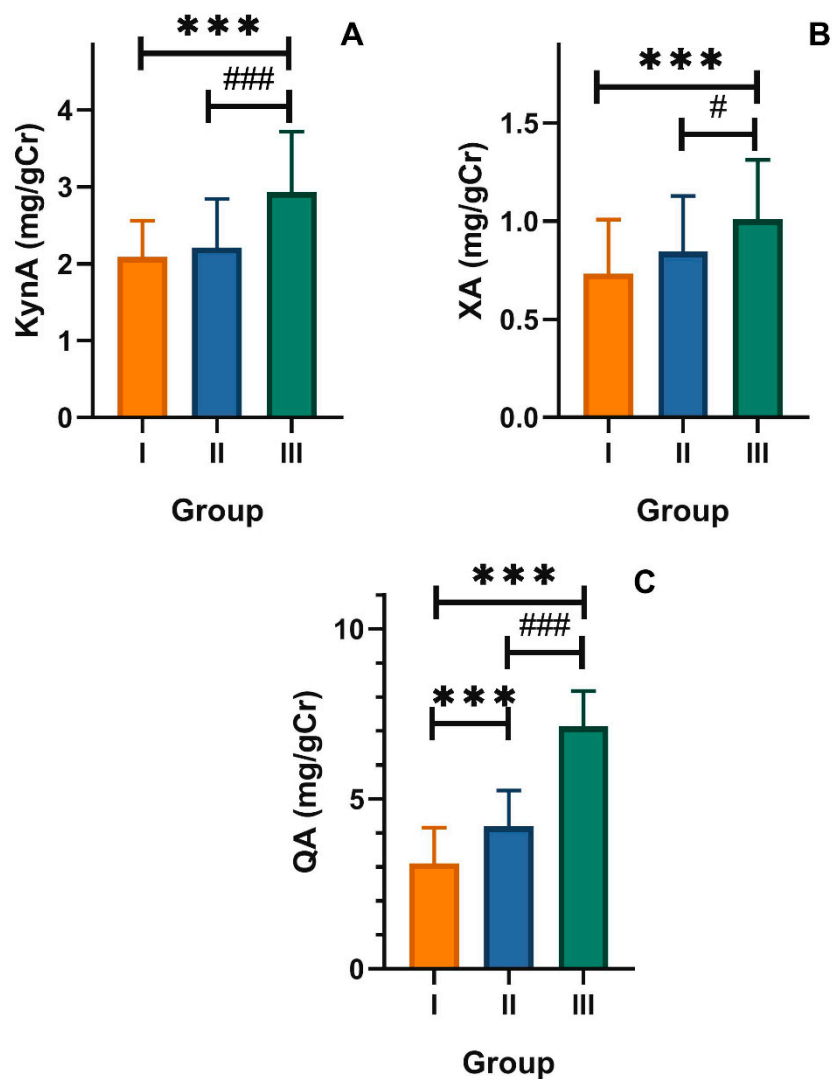 A
***
###
KynA (mg/gCr)
4
3
2
1
0
I II III
Group
B
***
#
XA (mg/gCr)
1.5
1.0
0.5
0.0
I II III
Group
C
***
###
***
QA (mg/gCr)
10
5
0
I II III
Group